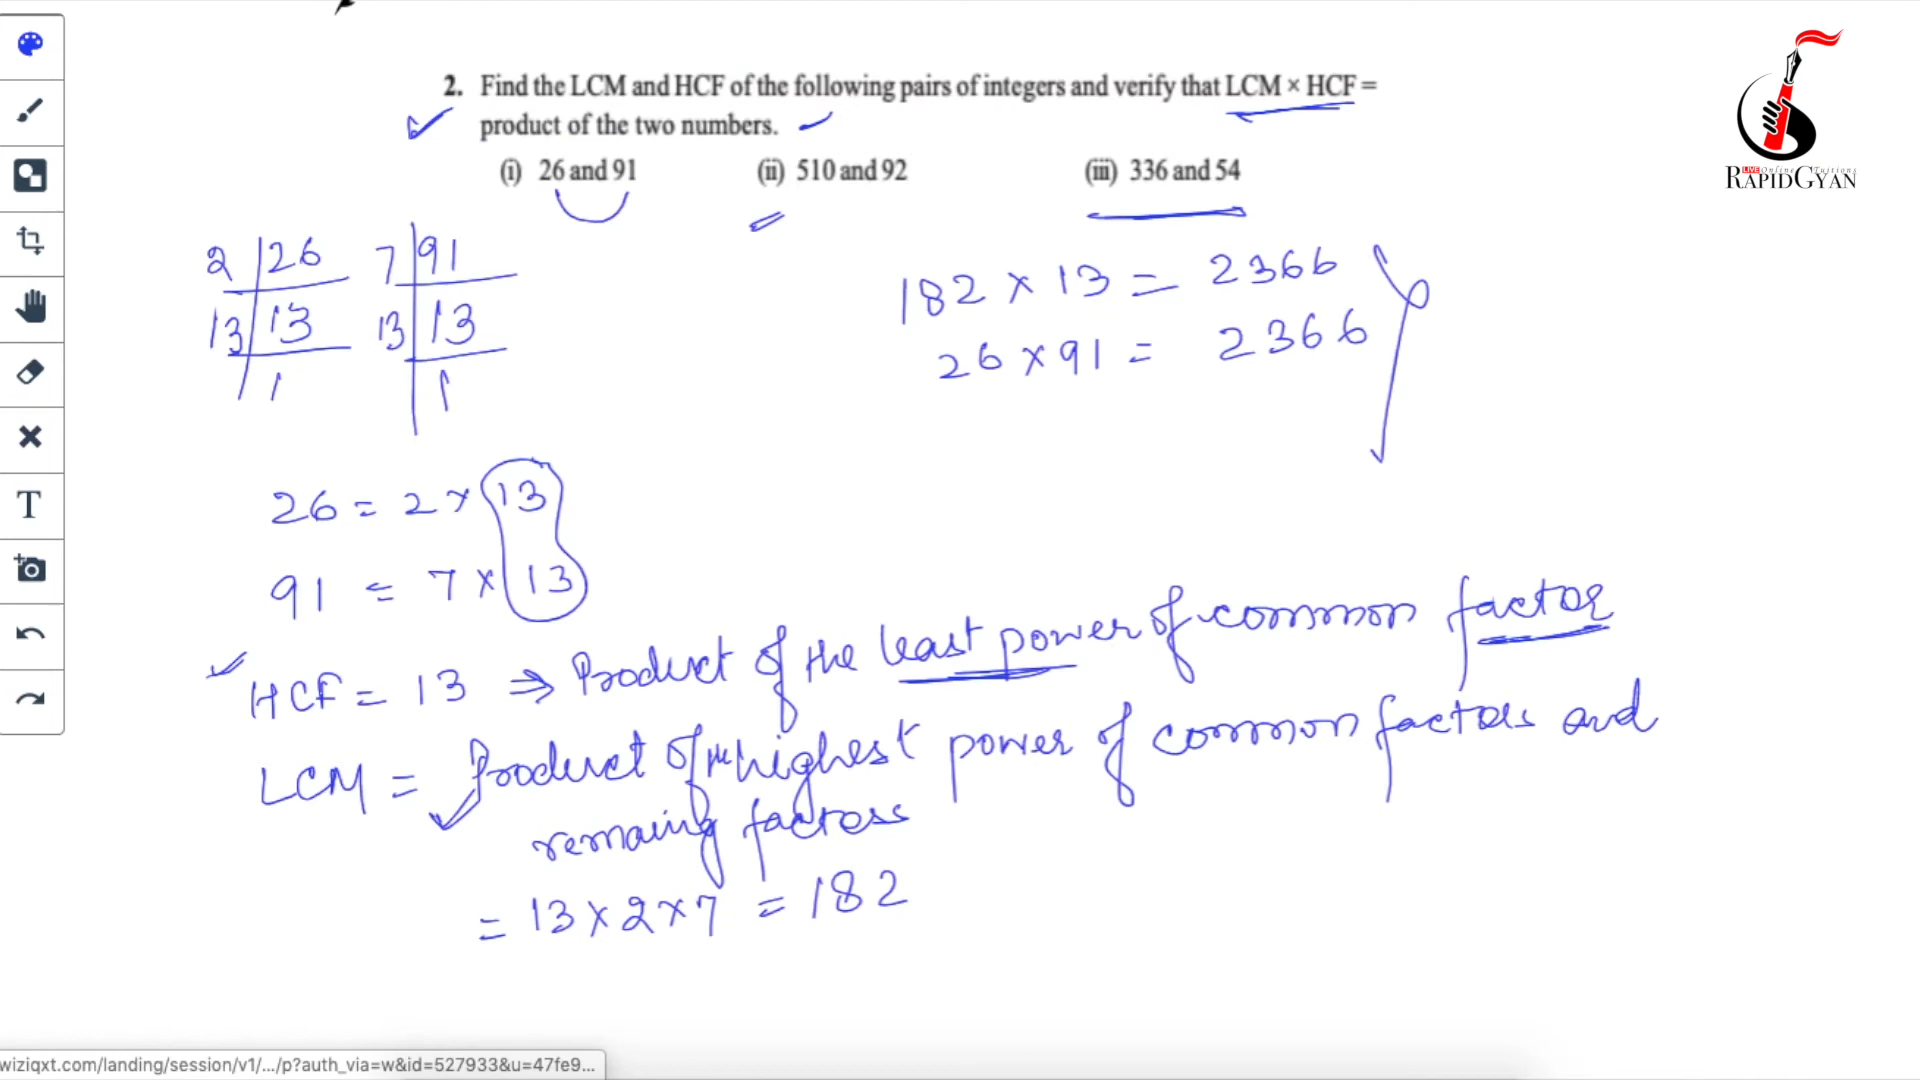 2. Find the LCM and HCF of the following pairs of integers and verify that LCM × HCF =
product of the two numbers.
(i) 26 and 91 (ii) 510 and 92 (iii) 336 and 54
LIVE Online Tuitions
RAPIDGYAN
2 | 26 7 | 91
13 | 13 13 | 13
1 1
182 × 13 = 2366
26 × 91 = 2366
26 = 2 × 13
91 = 7 × 13
HCF = 13 ⇒ Product of the least power of common factor
LCM = Product of the highest power of common factors and
remaing factors
= 13 × 2 × 7 = 182
T
wiziqxt.com/landing/session/v1/.../p?auth_via=w&id=527933&u=47fe9...